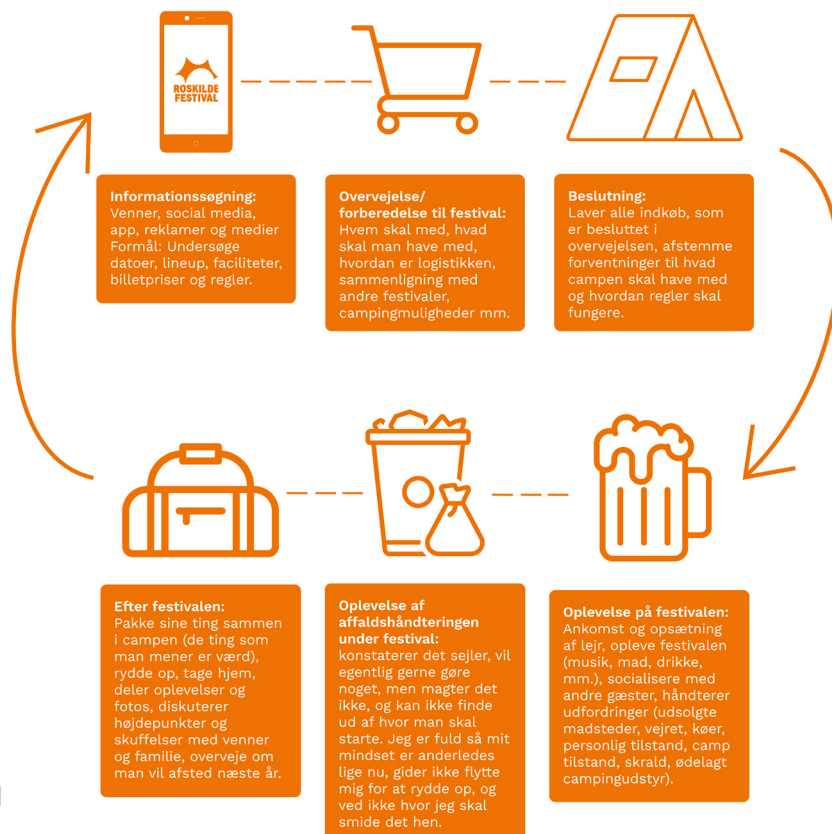 ROSKILDE
FESTIVAL
Informationssøgning:
Venner, social media,
app, reklamer og medier
Formål: Undersøge
datoer, lineup, faciliteter,
billetpriser og regler.
Overvejelse/
forberedelse til festival:
Hvem skal med, hvad
skal man have med,
hvordan er logistikken,
sammenligning med
andre festivaler,
campingmuligheder mm.
Beslutning:
Laver alle indkøb, som
er besluttet i
overvejelsen, afstemme
forventninger til hvad
campen skal have med
og hvordan regler skal
fungere.
Efter festivalen:
Pakke sine ting sammen
i campen (de ting som
man mener er værd),
rydde op, tage hjem,
deler oplevelser og
fotos, diskuterer
højdepunkter og
skuffelser med venner
og familie, overveje om
man vil afsted næste år.
Oplevelse af
affaldshåndteringen
under festival:
konstaterer det sejler, vil
egentlig gerne gøre
noget, men magter det
ikke, og kan ikke finde
ud af hvor man skal
starte. Jeg er fuld så mit
mindset er anderledes
lige nu, gider ikke flytte
mig for at rydde op, og
ved ikke hvor jeg skal
smide det hen.
Oplevelse på festivalen:
Ankomst og opsætning
af lejr, opleve festivalen
(musik, mad, drikke,
mm.), socialisere med
andre gæster, håndterer
udfordringer (udsolgte
madsteder, vejret, køer,
personlig tilstand, camp
tilstand, skrald, ødelagt
campingudstyr).